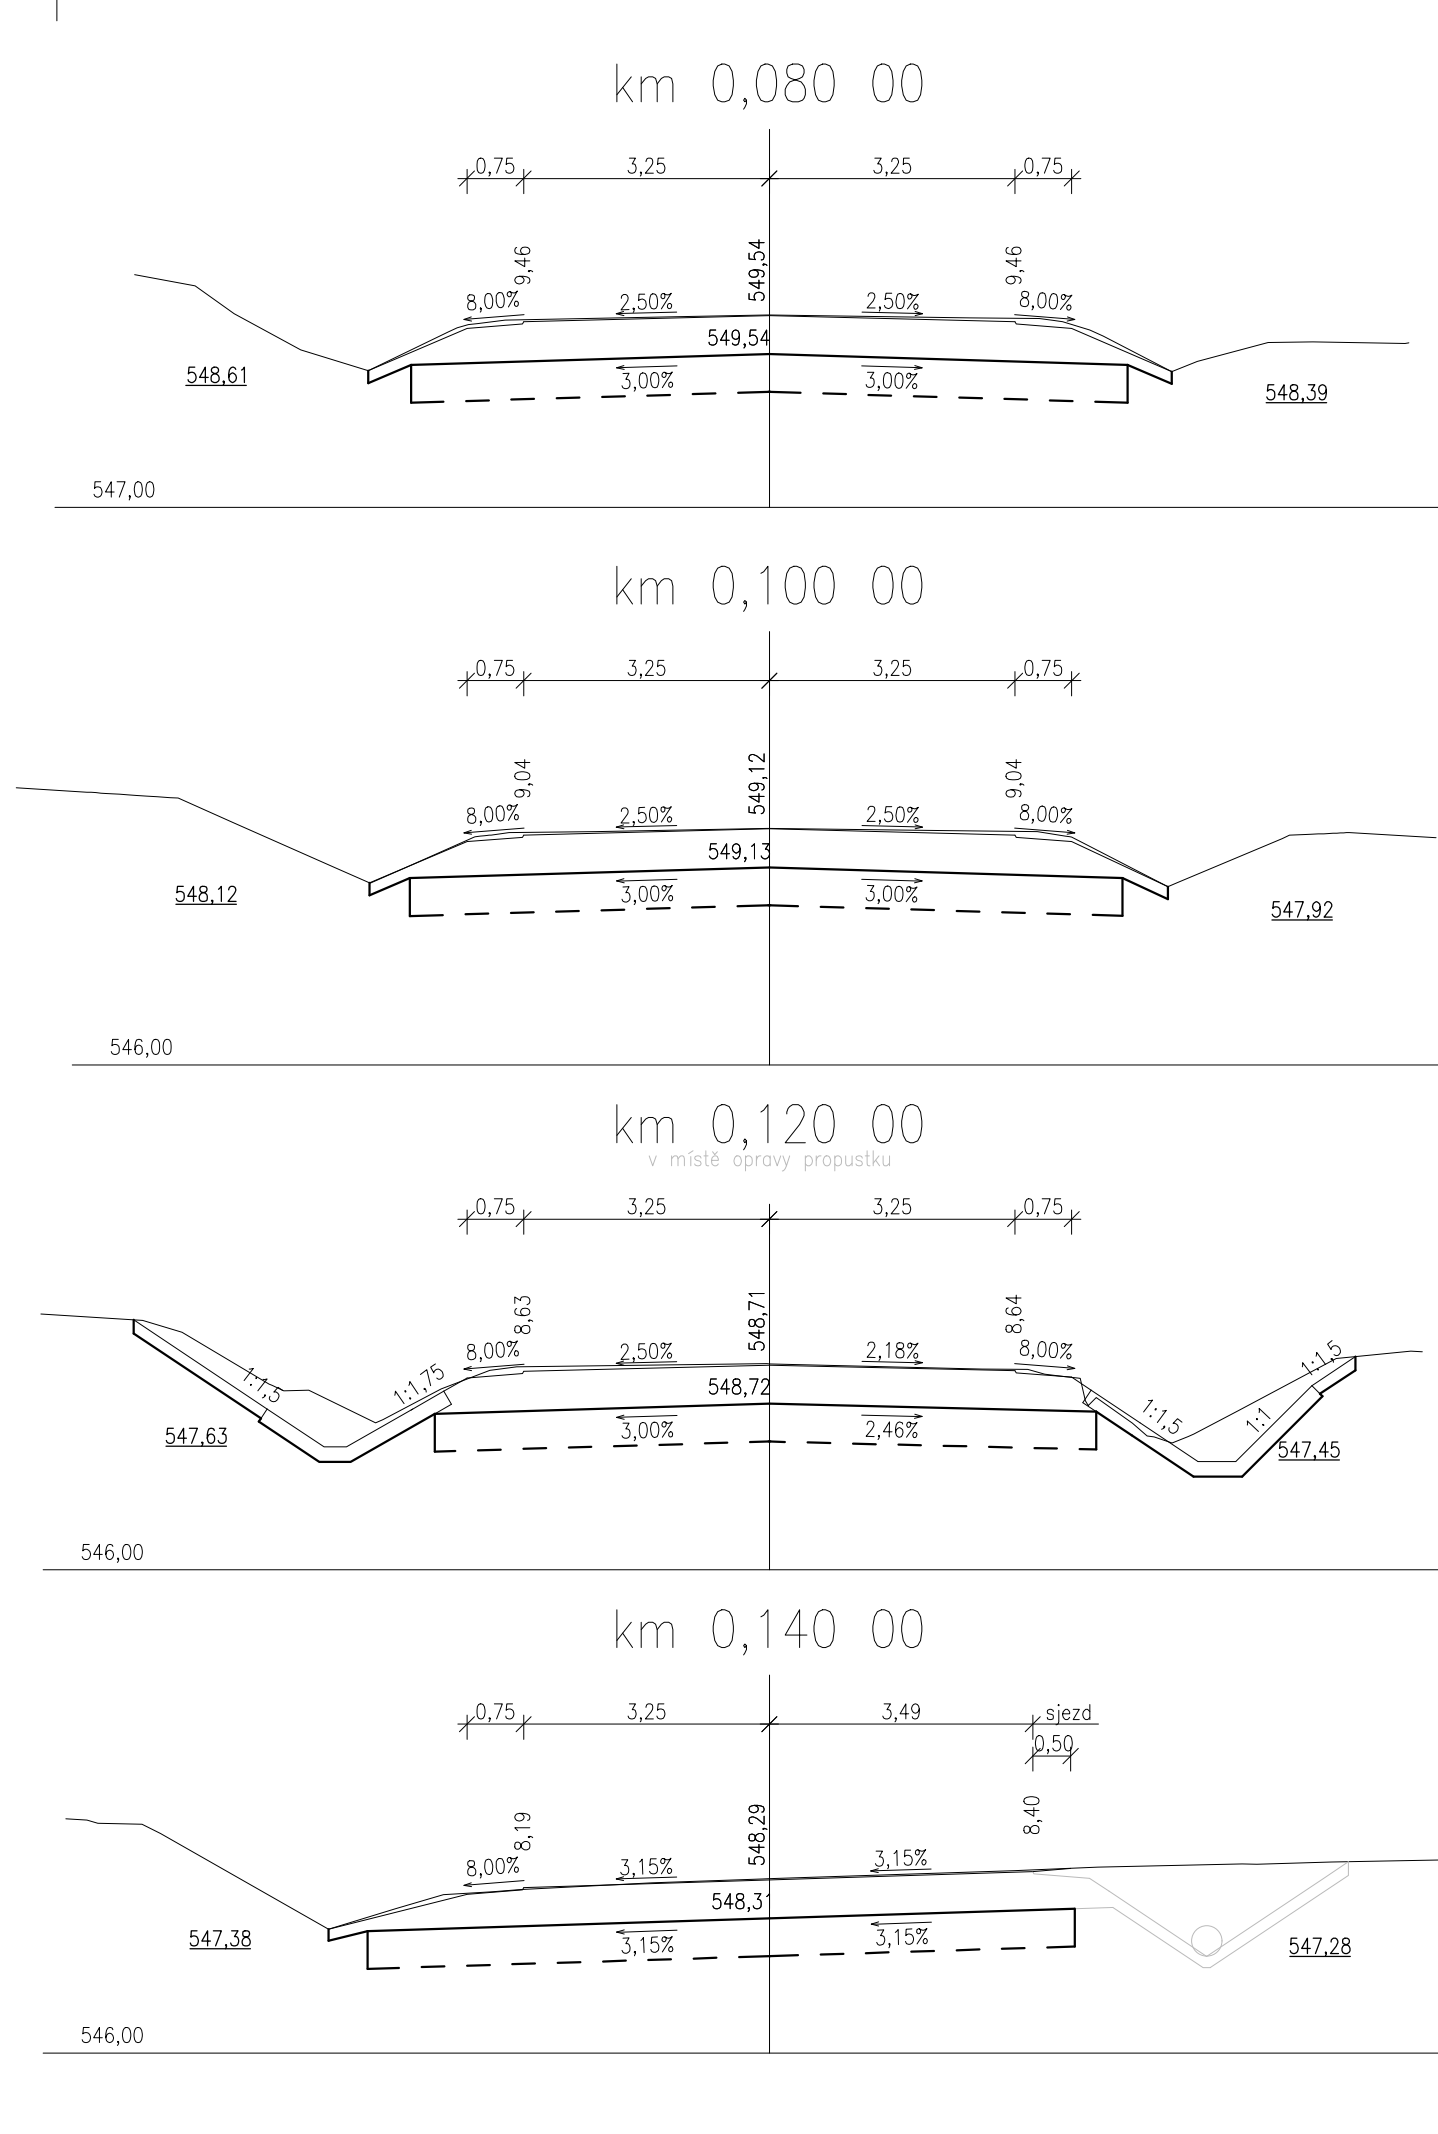 km 0,080 00
0,75 3,25 3,25 0,75
9,46 549,54 9,46
8,00% 2,50% 2,50% 8,00%
549,54
548,61 3,00% 3,00% 548,39
547,00
km 0,100 00
0,75 3,25 3,25 0,75
9,04 549,12 9,04
8,00% 2,50% 2,50% 8,00%
549,13
548,12 3,00% 3,00% 547,92
546,00
km 0,120 00
v místě opravy propustku
0,75 3,25 3,25 0,75
8,63 548,71 8,64
8,00% 2,50% 2,18% 8,00% 1:1,5
1:1,5 1:1,75 548,72 1:1,5 1:1
547,63 3,00% 2,46% 547,45
546,00
km 0,140 00
0,75 3,25 3,49 sjezd
0,50
8,19 548,29 8,40
8,00% 3,15% 3,15%
548,31
547,38 3,15% 3,15% 547,28
546,00